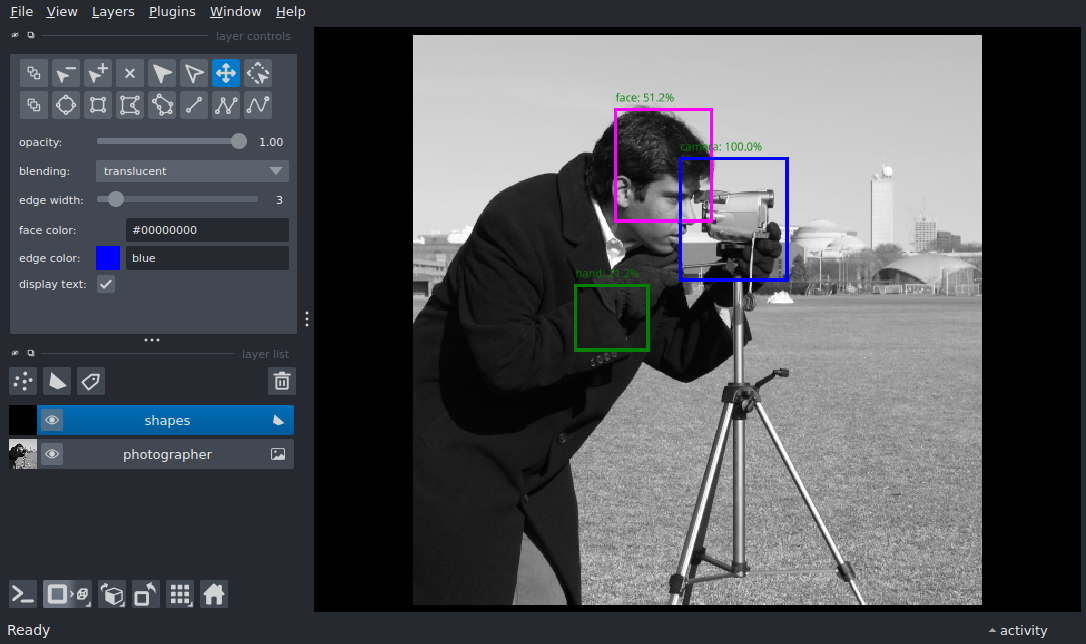 File View Layers Plugins Window Help
layer controls
opacity: 1.00
blending: translucent
edge width: 3
face color: #00000000
edge color: blue
display text:
layer list
shapes
photographer
face: 51.2%
camera: 100.0%
hand: 21.2%
Ready
activity